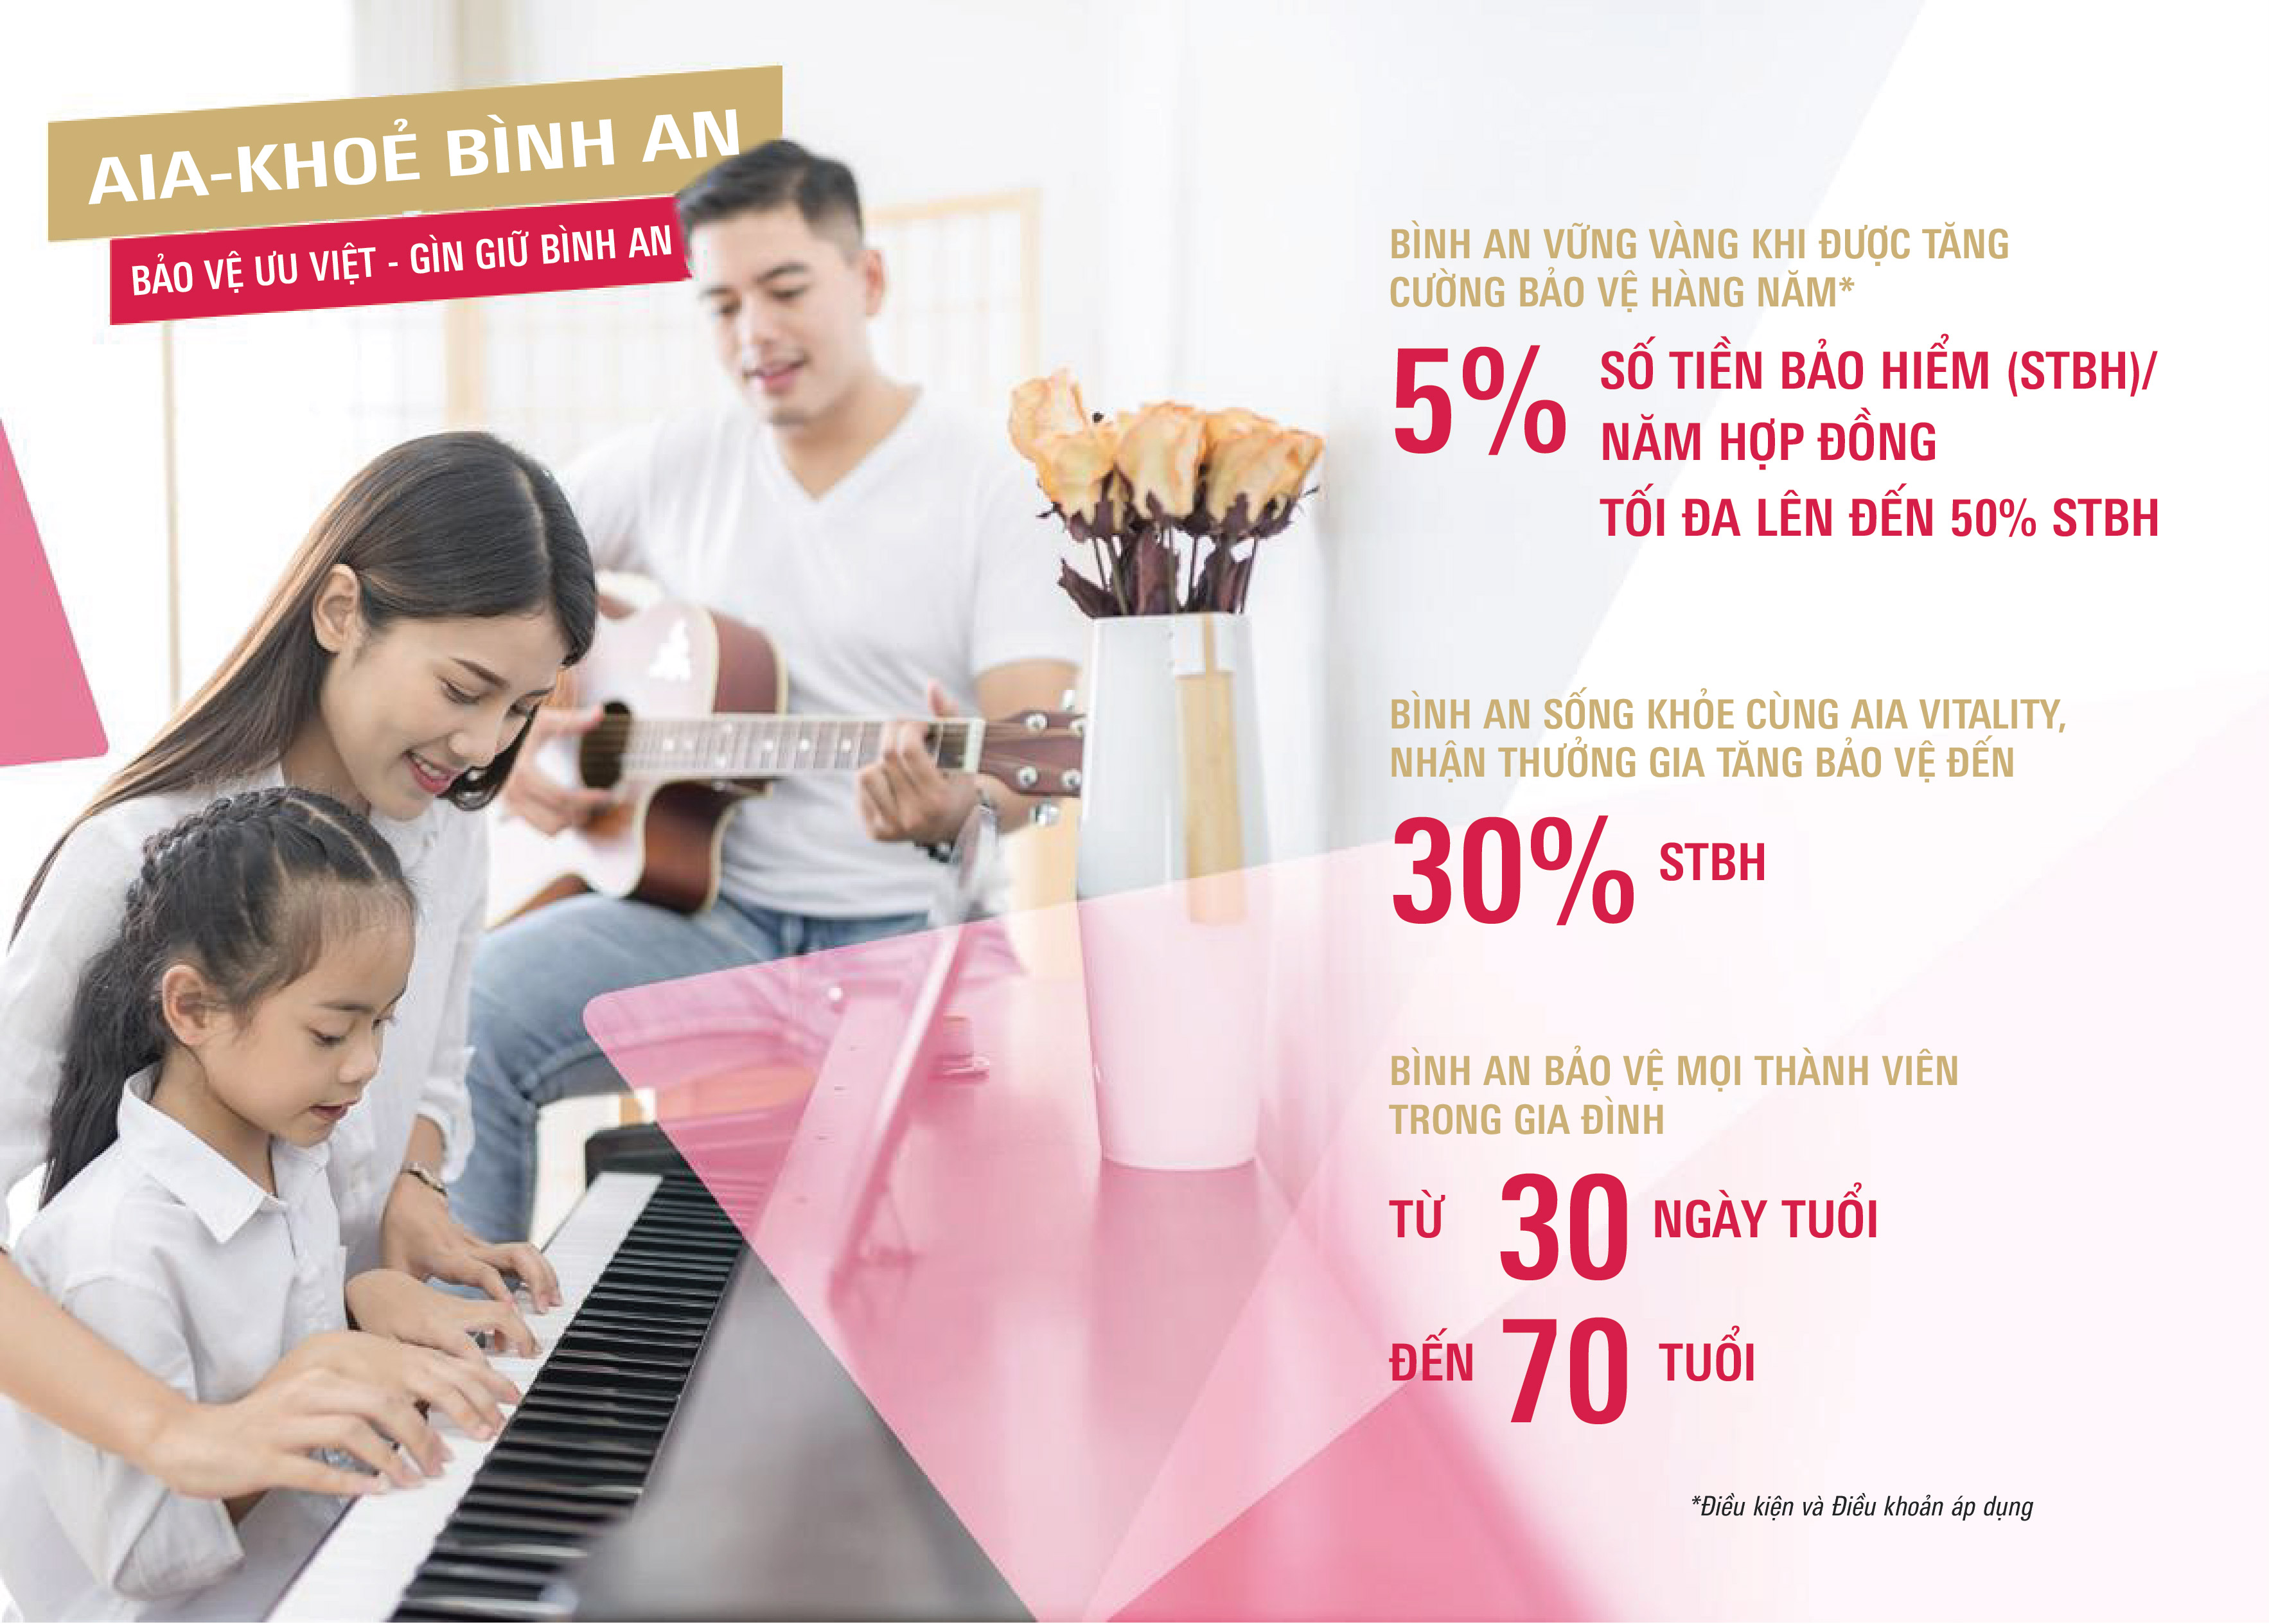 AIA-KHOẺ BÌNH AN
BẢO VỆ ƯU VIỆT - GÌN GIỮ BÌNH AN
BÌNH AN VỮNG VÀNG KHI ĐƯỢC TĂNG
CƯỜNG BẢO VỆ HÀNG NĂM*
5% SỐ TIỀN BẢO HIỂM (STBH)/
NĂM HỢP ĐỒNG
TỐI ĐA LÊN ĐẾN 50% STBH
BÌNH AN SỐNG KHỎE CÙNG AIA VITALITY,
NHẬN THƯỞNG GIA TĂNG BẢO VỆ ĐẾN
30% STBH
BÌNH AN BẢO VỆ MỌI THÀNH VIÊN
TRONG GIA ĐÌNH
TỪ 30 NGÀY TUỔI
ĐẾN 70 TUỔI
*Điều kiện và Điều khoản áp dụng